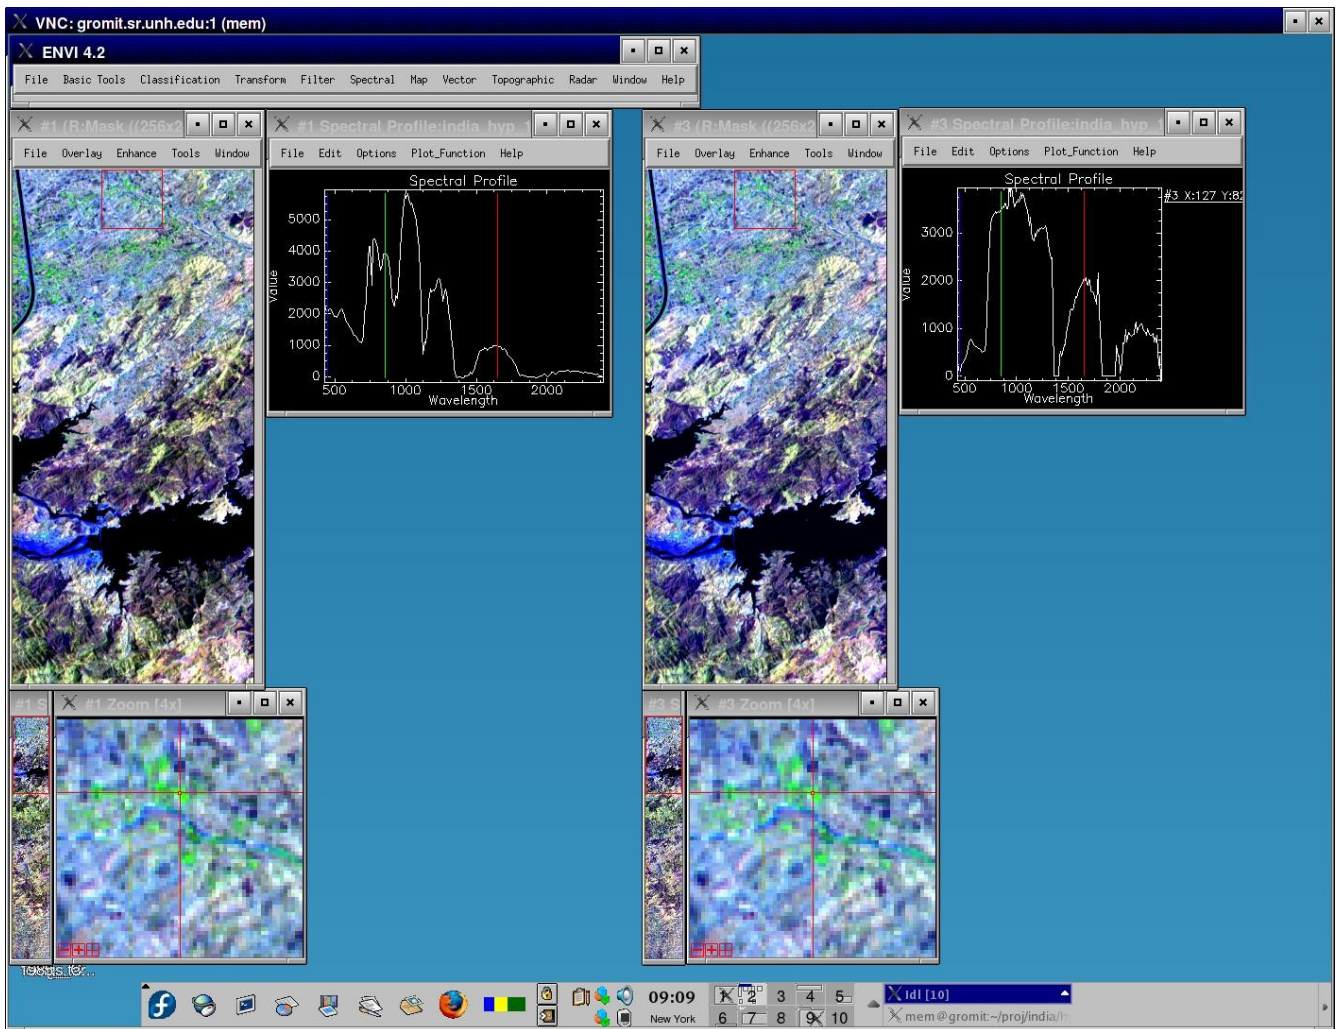 VNC: gromit.sr.unh.edu:1 (mem)
ENVI 4.2
File Basic Tools Classification Transform Filter Spectral Map Vector Topographic Radar Window Help
#1 (R:Mask ((256x2
File Overlay Enhance Tools Window
#1 Spectral Profile:india_hyp_1
File Edit Options Plot_Function Help
Spectral Profile
Value
5000
4000
3000
2000
1000
0
500 1000 1500 2000
Wavelength
#3 (R:Mask ((256x2
File Overlay Enhance Tools Window
#3 Spectral Profile:india_hyp_1
File Edit Options Plot_Function Help
Spectral Profile
#3 X:127 Y:82
Value
3000
2000
1000
0
500 1000 1500 2000
Wavelength
#1 S
#1 Zoom [4x]
#3 S
#3 Zoom [4x]
09:09
New York
1 2 3 4 5
6 7 8 9 10
Idl [10]
mem@gromit:~/proj/india/h